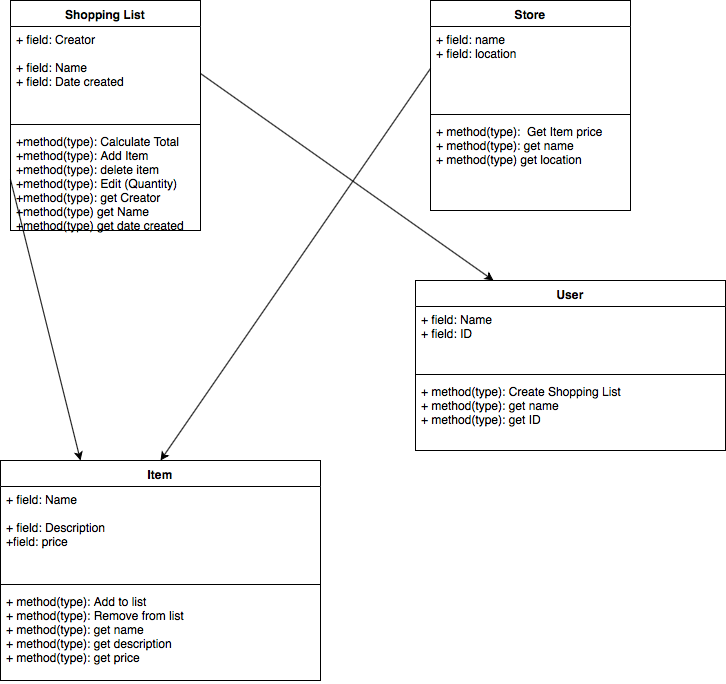 Shopping List
+ field: Creator
+ field: Name
+ field: Date created
+method(type): Calculate Total
+method(type): Add Item
+method(type): delete item
+method(type): Edit (Quantity)
+method(type): get Creator
+method(type) get Name
+method(type) get date created
Store
+ field: name
+ field: location
+ method(type):  Get Item price
+ method(type): get name
+ method(type) get location
User
+ field: Name
+ field: ID
+ method(type): Create Shopping List
+ method(type): get name
+ method(type): get ID
Item
+ field: Name
+ field: Description
+field: price
+ method(type): Add to list
+ method(type): Remove from list
+ method(type): get name
+ method(type): get description
+ method(type): get price